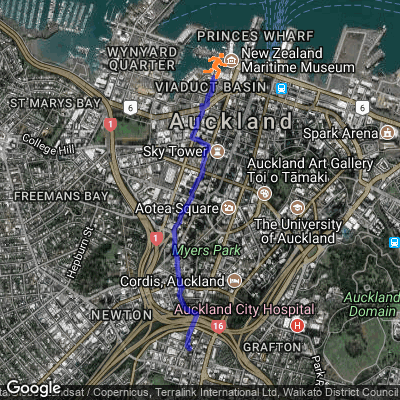 PRINCES WHARF
WYNYARD
QUARTER
New Zealand
Maritime Museum
VIADUCT BASIN
ST MARYS BAY
6
6
1
College Hill
Auckland
Spark Arena
Sky Tower
Auckland Art Gallery
Toi o Tāmaki
FREEMANS BAY
Aotea Square
The University
of Auckland
Hepburn St
1
Myers Park
Cordis, Auckland
Auckland City Hospital
Auckland
Domain
NEWTON
16
H
GRAFTON
Park R
Google
ndsat / Copernicus, Terralink International Ltd, Waikato District Council